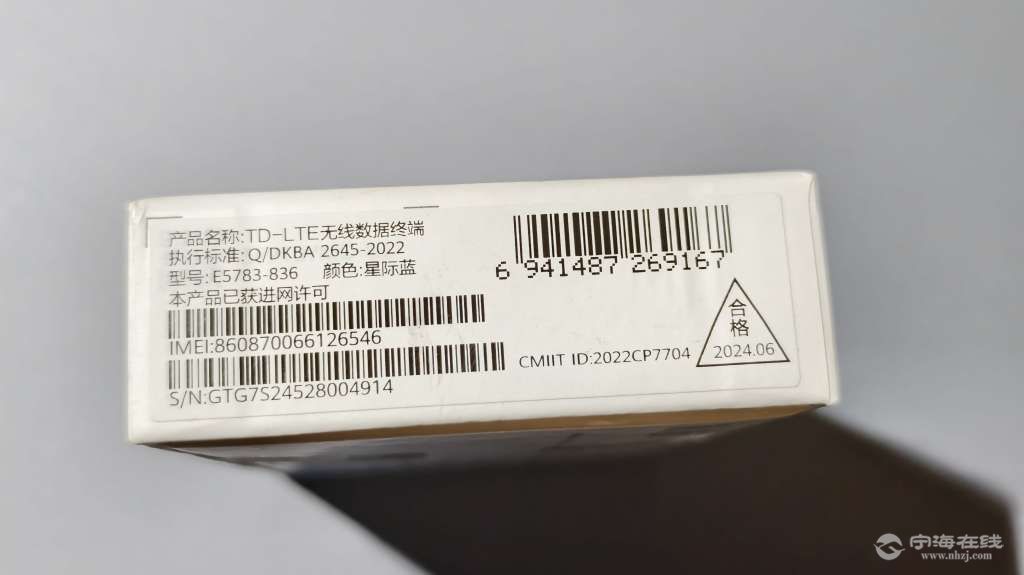 产品名称:TD-LTE无线数据终端
执行标准:Q/DKBA 2645-2022
型号:E5783-836 颜色:星际蓝
本产品已获进网许可
IMEI:860870066126546
S/N:GTG7S24528004914
6 941487 269167
CMIIT ID:2022CP7704
合格
2024.06
宁海在线
www.nhzj.com